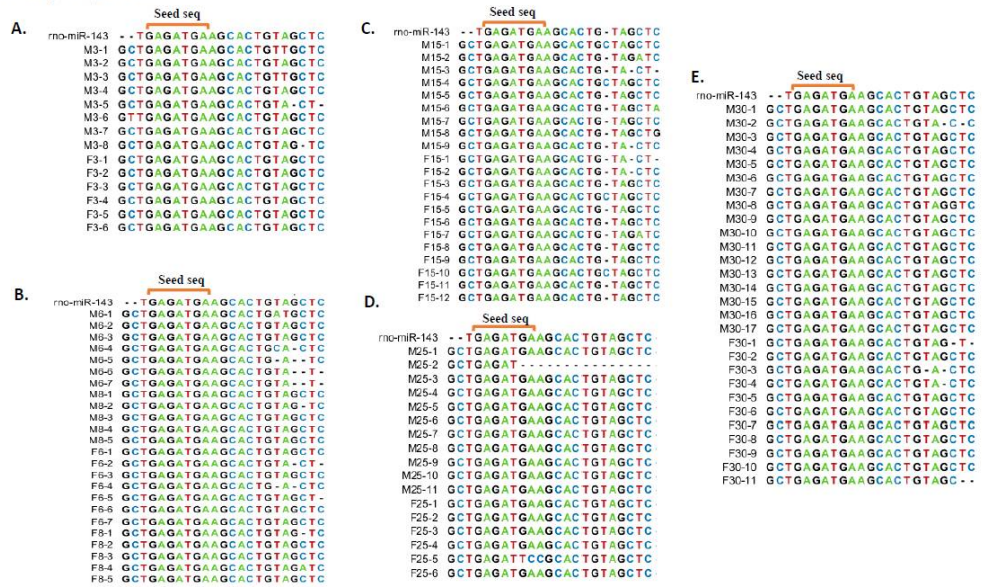 A.
Seed seq
rno-miR-143 --TGAGATGAAGCACTGTAGCTC
M3-1 GCTGAGATGAAGCACTGTTGCTC
M3-2 GCTGAGATGAAGCACTGTAGCTC
M3-3 GCTGAGATGAAGCACTGTTGCTC
M3-4 GCTGAGATGAAGCACTGTAGCTC
M3-5 GCTGAGATGAAGCACTGTA-CT-
M3-6 GTTGAGATGAAGCACTGTAGCTC
M3-7 GCTGAGATGAAGCACTGTAGCTC
M3-8 GCTGAGATGAAGCACTGTAG-TC
F3-1 GCTGAGATGAAGCACTGTAGCTC
F3-2 GCTGAGATGAAGCACTGTAGCTC
F3-3 GCTGAGATGAAGCACTGTAGCTC
F3-4 GCTGAGATGAAGCACTGTAGCTC
F3-5 GCTGAGATGAAGCACTGTAGCTC
F3-6 GCTGAGATGAAGCACTGTAGCTC
B.
Seed seq
rno-miR-143 --TGAGATGAAGCACTGTAGCTC
M6-1 GCTGAGATGAAGCACTGATGCTC
M6-2 GCTGAGATGAAGCACTGTAGCTC
M6-3 GCTGAGATGAAGCACTGTAGCTC
M6-4 GCTGAGATGAAGCACTGCA-CTC
M6-5 GCTGAGATGAAGCACTG-A--TC
M6-6 GCTGAGATGAAGCACTGTA--TC
M6-7 GCTGAGATGAAGCACTGTA--T-
M8-1 GCTGAGATGAAGCACTGTAGCTC
M8-2 GCTGAGATGAAGCACTGTAG-TC
M8-3 GCTGAGATGAAGCACTGTAGCTC
M8-4 GCTGAGATGAAGCACTGTAGCTC
M8-5 GCTGAGATGAAGCACTGTAGCTC
F6-1 GCTGAGATGAAGCACTGTAGCTC
F6-2 GCTGAGATGAAGCACTGTA-CT-
F6-3 GCTGAGATGAAGCACTGTAGCTC
F6-4 GCTGAGATGAAGCACTG-A-CTC
F6-5 GCTGAGATGAAGCACTGTAGCT-
F6-6 GCTGAGATGAAGCACTGTAGCTC
F6-7 GCTGAGATGAAGCACTGTAGCTC
F8-1 GCTGAGATGAAGCACTGTAG-TC
F8-2 GCTGAGATGAAGCACTGTAGCTC
F8-3 GCTGAGATGAAGCACTGTAGCTC
F8-4 GCTGAGATGAAGCACTGTAGATC
F8-5 GCTGAGATGAAGCACTGTAGCTC
C.
Seed seq
rno-miR-143 --TGAGATGAAGCACTG-TAGCTC
M15-1 GCTGAGATGAAGCACTGCTAGCTC
M15-2 GCTGAGATGAAGCACTG-TAGATC
M15-3 GCTGAGATGAAGCACTG-TA-CT-
M15-4 GCTGAGATGAAGCACTGCTAGCTC
M15-5 GCTGAGATGAAGCACTG-TAGCTC
M15-6 GCTGAGATGAAGCACTG-TAGCTA
M15-7 GCTGAGATGAAGCACTG-TAGCTC
M15-8 GCTGAGATGAAGCACTG-TAGCTG
M15-9 GCTGAGATGAAGCACTG-TA-CTC
F15-1 GCTGAGATGAAGCACTG-TA-CT-
F15-2 GCTGAGATGAAGCACTG-TA-CTC
F15-3 GCTGAGATGAAGCACTG-TAGCTC
F15-4 GCTGAGATGAAGCACTGCTAGCTC
F15-5 GCTGAGATGAAGCACTG-TAGCTC
F15-6 GCTGAGATGAAGCACTG-TAGCTC
F15-7 GCTGAGATGAAGCACTG-TAGATC
F15-8 GCTGAGATGAAGCACTG-TAGCTC
F15-9 GCTGAGATGAAGCACTG-TAGCTC
F15-10 GCTGAGATGAAGCACTGCTAGCTC
F15-11 GCTGAGATGAAGCACTG-TAGCTC
F15-12 GCTGAGATGAAGCACTG-TAGCTC
D.
Seed seq
rno-miR-143 --TGAGATGAAGCACTGTAGCTC
M25-1 GCTGAGATGAAGCACTGTAGCTC
M25-2 GCTGAGAT---------------
M25-3 GCTGAGATGAAGCACTGTAGCTC
M25-4 GCTGAGATGAAGCACTGTAGCTC
M25-5 GCTGAGATGAAGCACTGTAGCTC
M25-6 GCTGAGATGAAGCACTGTAGCTC
M25-7 GCTGAGATGAAGCACTGTAGCTC
M25-8 GCTGAGATGAAGCACTGTAGCTC
M25-9 GCTGAGATGAAGCACTGTAGCTC
M25-10 GCTGAGATGAAGCACTGTAGCTC
M25-11 GCTGAGATGAAGCACTGTAGCTC
F25-1 GCTGAGATGAAGCACTGTAGCTC
F25-2 GCTGAGATGAAGCACTGTAGCTC
F25-3 GCTGAGATGAAGCACTGTAGCTC
F25-4 GCTGAGATGAAGCACTGTAGCTC
F25-5 GCTGAGATTCCGCACTGTAGCTC
F25-6 GCTGAGATGAAGCACTGTAGCTC
E.
Seed seq
rno-miR-143 --TGAGATGAAGCACTGTAGCTC
M30-1 GCTGAGATGAAGCACTGTAGCTC
M30-2 GCTGAGATGAAGCACTGTA-C-C
M30-3 GCTGAGATGAAGCACTGTAGCTC
M30-4 GCTGAGATGAAGCACTGTAGCTC
M30-5 GCTGAGATGAAGCACTGTAGCTC
M30-6 GCTGAGATGAAGCACTGTAGCTC
M30-7 GCTGAGATGAAGCACTGTAGCTC
M30-8 GCTGAGATGAAGCACTGTAGGTC
M30-9 GCTGAGATGAAGCACTGTAGCTC
M30-10 GCTGAGATGAAGCACTGTAGCTC
M30-11 GCTGAGATGAAGCACTGTAGCTC
M30-12 GCTGAGATGAAGCACTGTAGCTC
M30-13 GCTGAGATGAAGCACTGTAGCTC
M30-14 GCTGAGATGAAGCACTGTAGCTC
M30-15 GCTGAGATGAAGCACTGTAGCTC
M30-16 GCTGAGATGAAGCACTGTAGCTC
M30-17 GCTGAGATGAAGCACTGTAGCTC
F30-1 GCTGAGATGAAGCACTGTAG-T-
F30-2 GCTGAGATGAAGCACTGTAGCTC
F30-3 GCTGAGATGAAGCACTG-A-CTC
F30-4 GCTGAGATGAAGCACTGTA-CTC
F30-5 GCTGAGATGAAGCACTGTAGCTC
F30-6 GCTGAGATGAAGCACTGTAGCTC
F30-7 GCTGAGATGAAGCACTGTAGCTC
F30-8 GCTGAGATGAAGCACTGTAGCTC
F30-9 GCTGAGATGAAGCACTGTAGCTC
F30-10 GCTGAGATGAAGCACTGTAGCTC
F30-11 GCTGAGATGAAGCACTGTAGC--